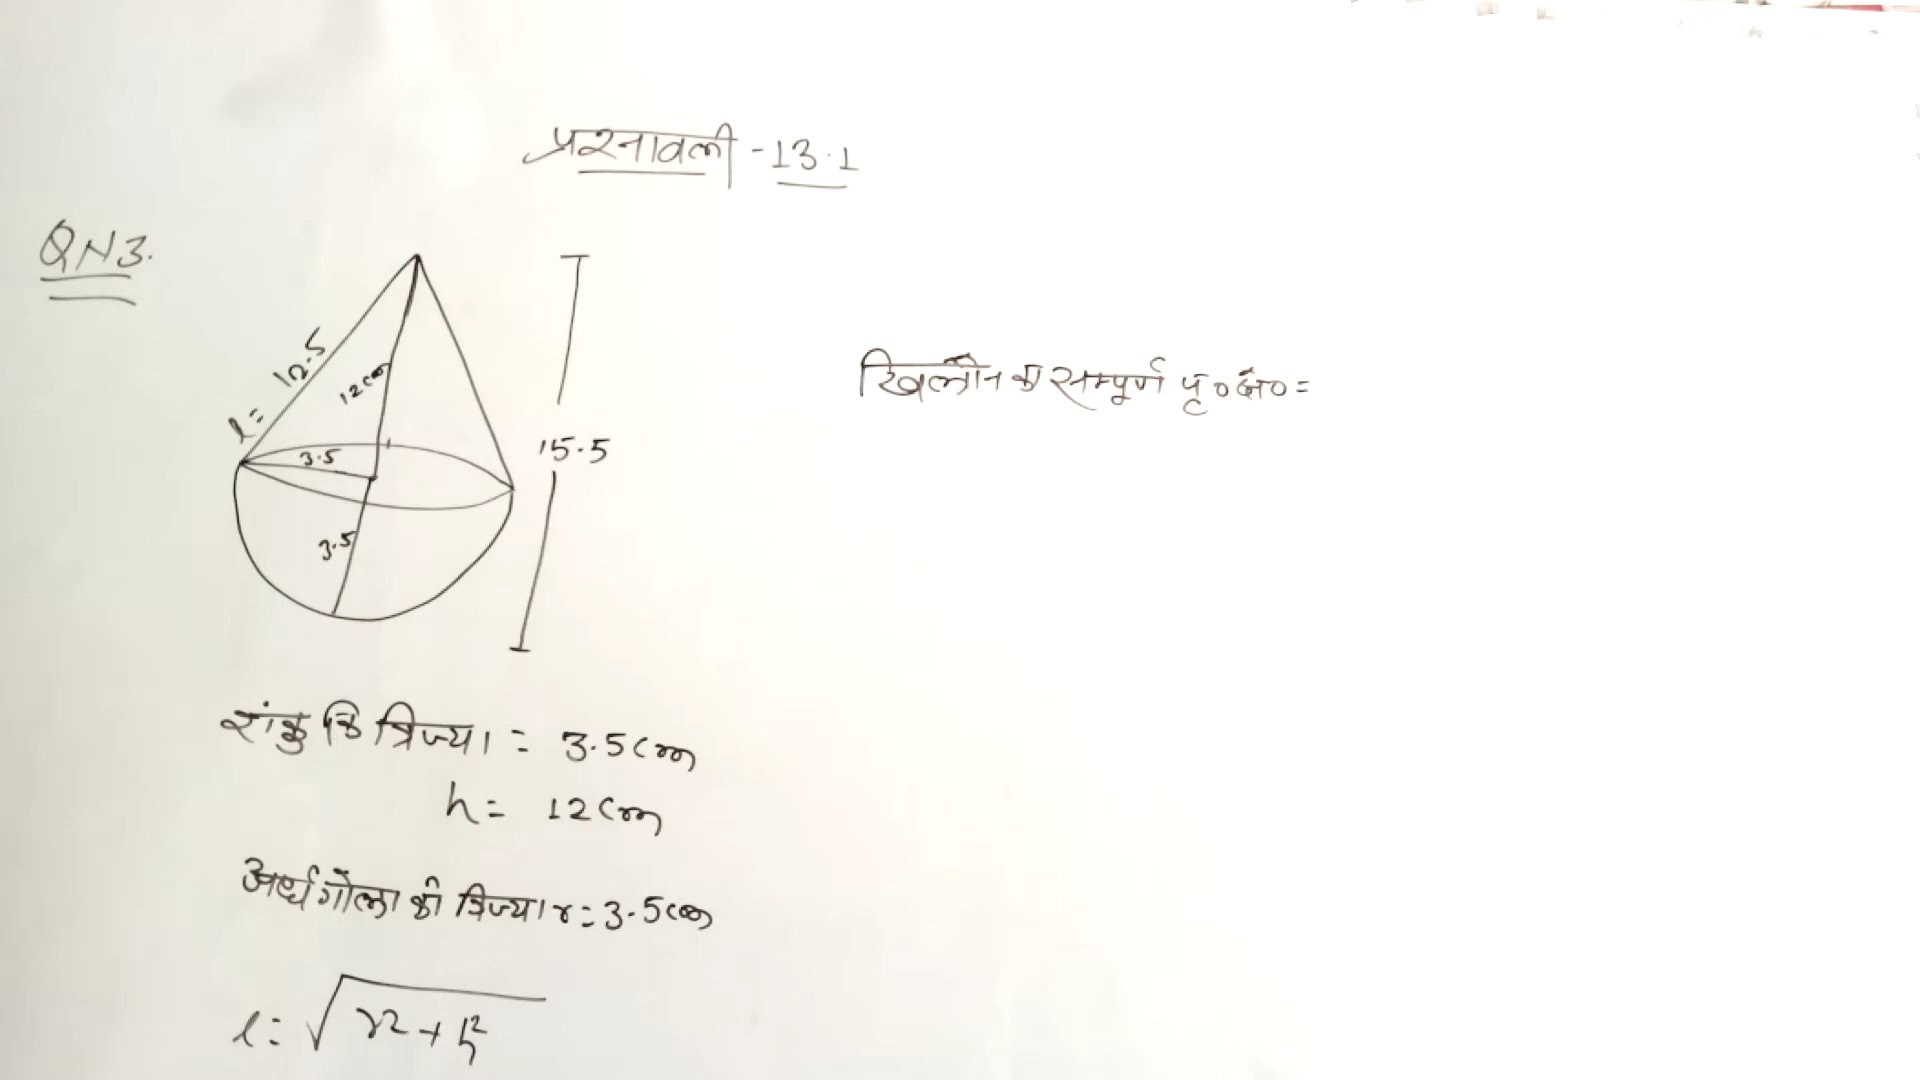 प्रश्नावली - 13.1
QN3.
l = 12.5
12cm
3.5
3.5
15.5
खिलौने का सम्पूर्ण पृ०क्षे० =
शंकु कि त्रिज्या = 3.5cm
h = 12cm
अर्धगोला की त्रिज्या r = 3.5cm
l = √r²+h²